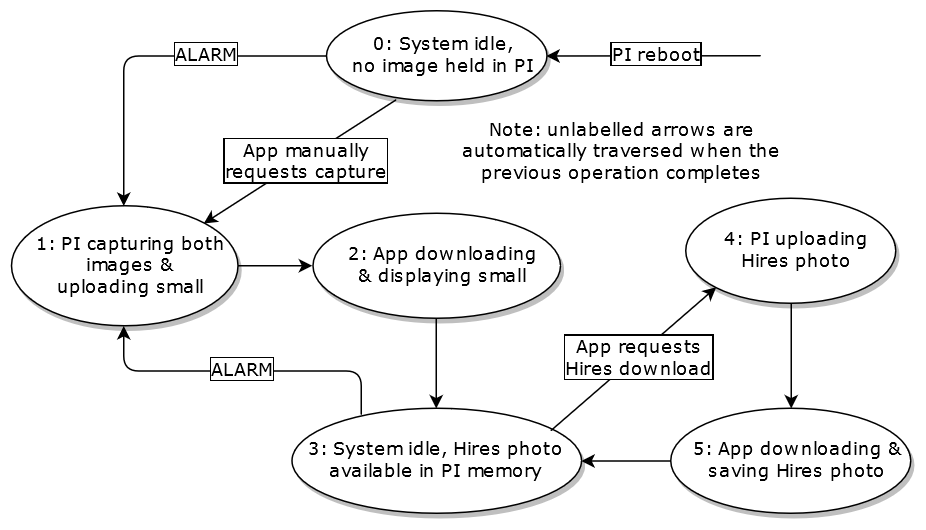 0: System idle,
no image held in PI
ALARM
PI reboot
App manually
requests capture
Note: unlabelled arrows are
automatically traversed when the
previous operation completes
1: PI capturing both
images &
uploading small
2: App downloading
& displaying small
4: PI uploading
Hires photo
App requests
Hires download
ALARM
3: System idle, Hires photo
available in PI memory
5: App downloading &
saving Hires photo